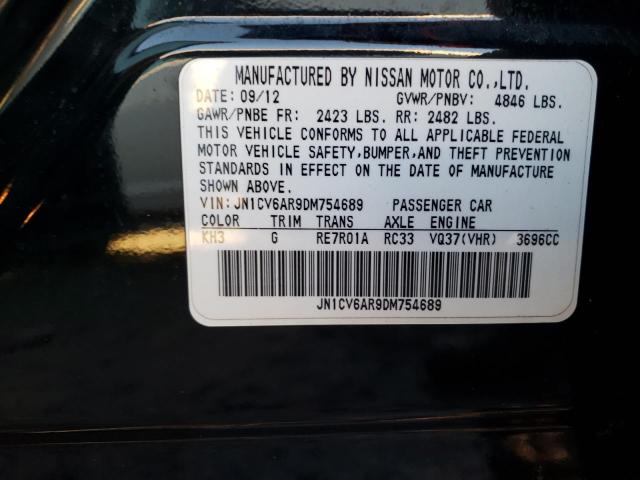 MANUFACTURED BY NISSAN MOTOR CO.,LTD.
DATE: 09/12 GVWR/PNBV: 4846 LBS.
GAWR/PNBE FR: 2423 LBS. RR: 2482 LBS.
THIS VEHICLE CONFORMS TO ALL APPLICABLE FEDERAL
MOTOR VEHICLE SAFETY,BUMPER,AND THEFT PREVENTION
STANDARDS IN EFFECT ON THE DATE OF MANUFACTURE
SHOWN ABOVE.
VIN:JN1CV6AR9DM754689 PASSENGER CAR
COLOR TRIM TRANS AXLE ENGINE
KH3 G RE7R01A RC33 VQ37(VHR) 3696CC
JN1CV6AR9DM754689